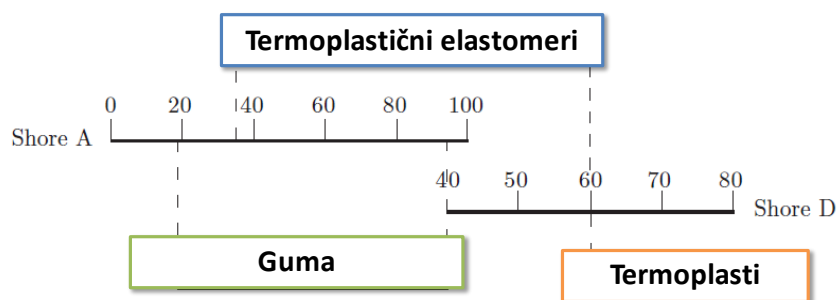 Termoplastični elastomeri
0 20 40 60 80 100
Shore A
40 50 60 70 80
Shore D
Guma
Termoplasti